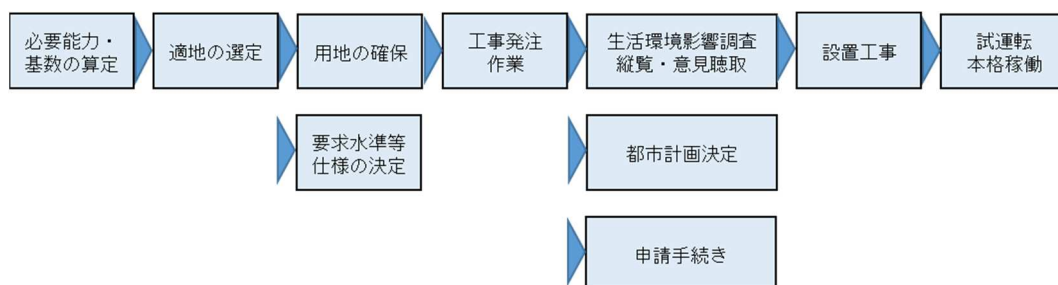 必要能力・
基数の算定
適地の選定
用地の確保
工事発注
作業
生活環境影響調査
縦覧・意見聴取
設置工事
試運転
本格稼働
要求水準等
仕様の決定
都市計画決定
申請手続き